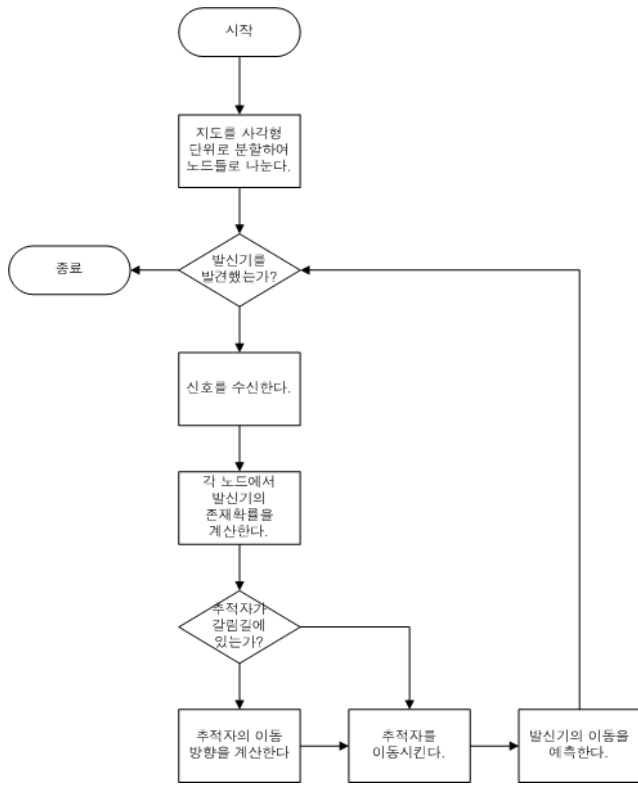 시작
지도를 사각형
단위로 분할하여
노드들로 나눈다.
종료
발신기를
발견했는가?
신호를 수신한다.
각 노드에서
발신기의
존재확률을
계산한다.
추적자가
갈림길에
있는가?
추적자의 이동
방향을 계산한다
추적자를
이동시킨다.
발신기의 이동을
예측한다.